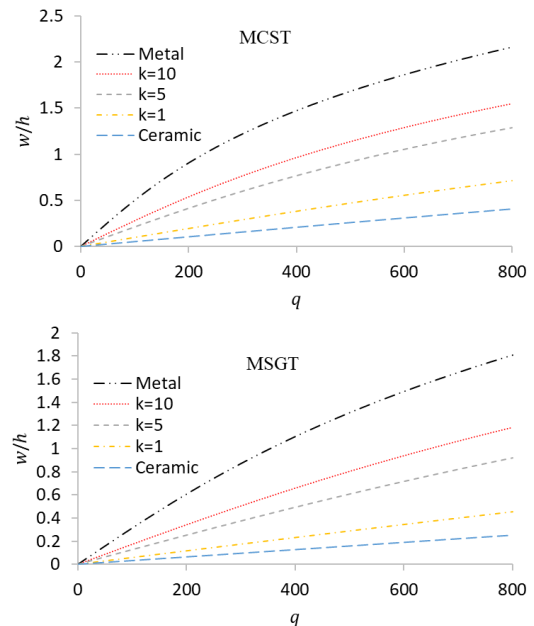 2.5
MCST
Metal
2
k=10
k=5
1.5
k=1
w/h
1
Ceramic
0.5
0
0 200 400 600 800
q
2
1.8
MSGT
1.6
Metal
1.4
k=10
1.2
k=5
w/h
1
k=1
0.8
Ceramic
0.6
0.4
0.2
0
0 200 400 600 800
q